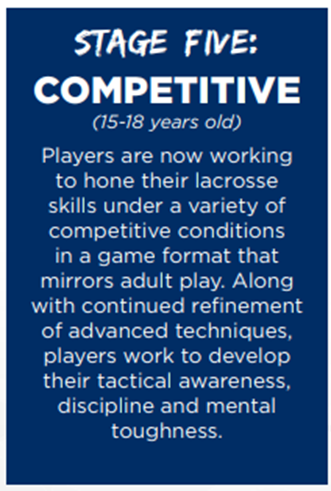 STAGE FIVE:
COMPETITIVE
(15-18 years old)
Players are now working
to hone their lacrosse
skills under a variety of
competitive conditions
in a game format that
mirrors adult play. Along
with continued refinement
of advanced techniques,
players work to develop
their tactical awareness,
discipline and mental
toughness.